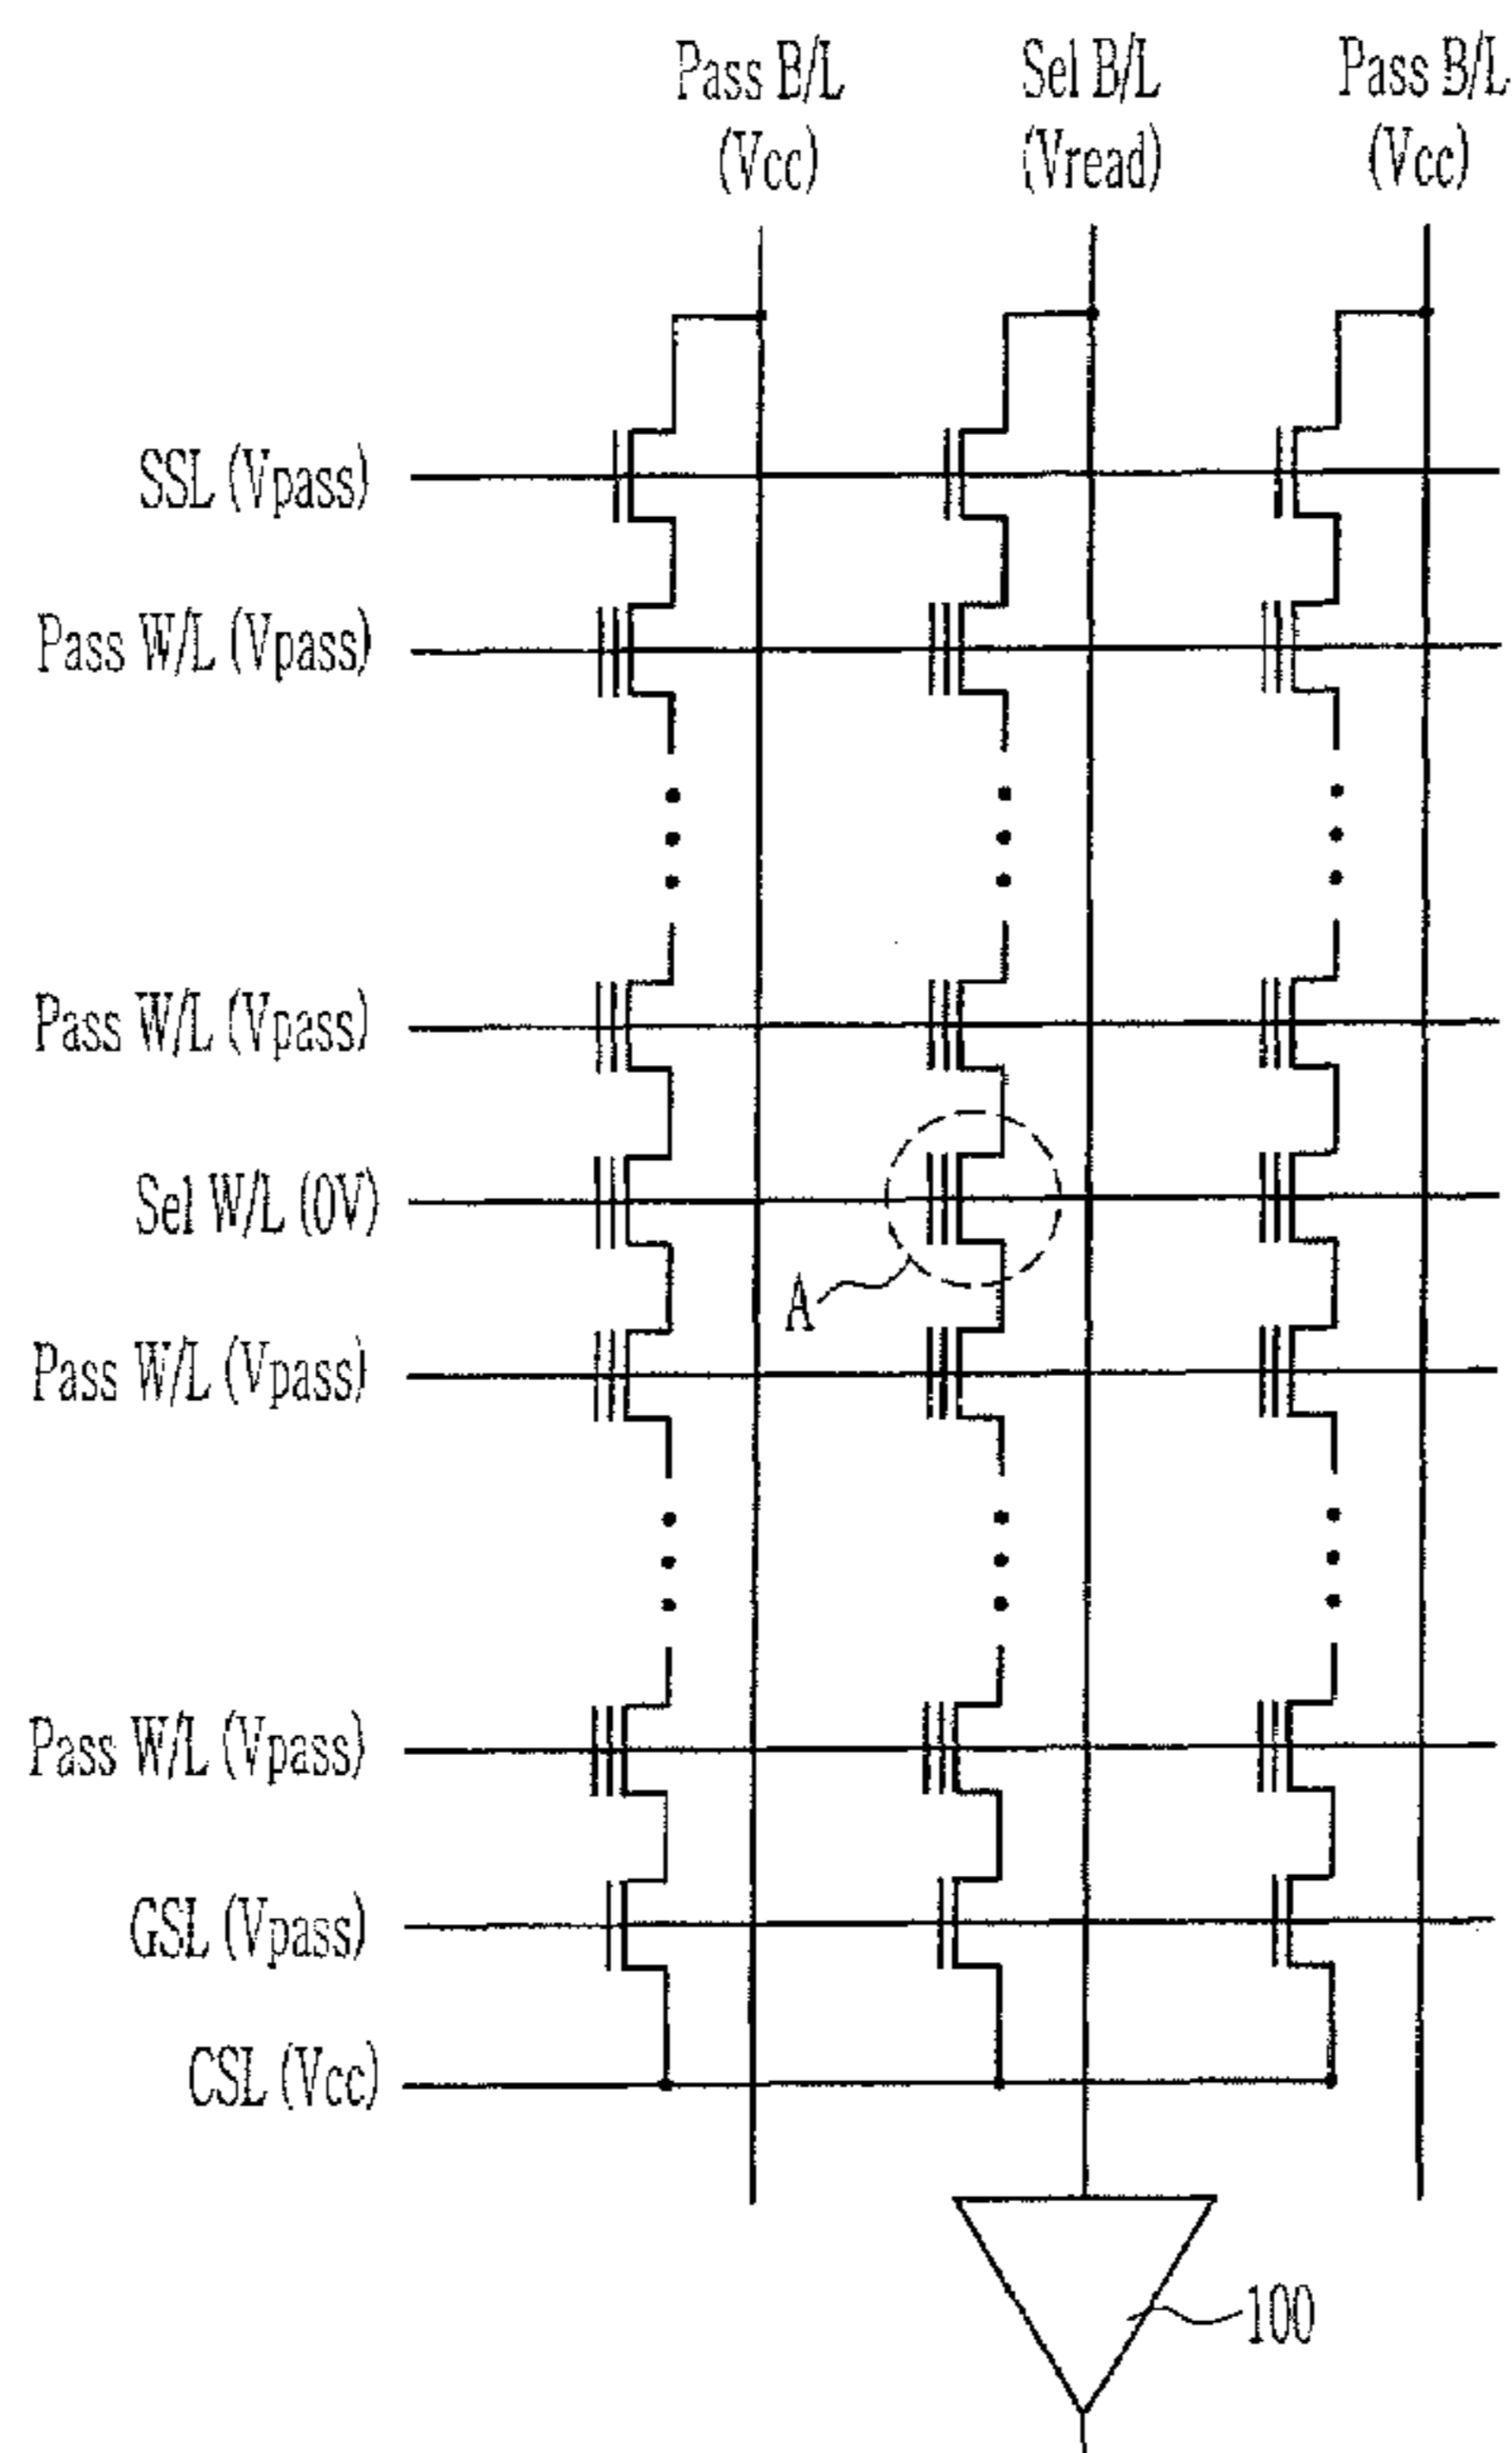 Pass B/L Sel B/L Pass B/L
(Vcc) (Vread) (Vcc)
SSL (Vpass)
Pass W/L (Vpass)
Pass W/L (Vpass)
Sel W/L (0V)
A
Pass W/L (Vpass)
Pass W/L (Vpass)
GSL (Vpass)
CSL (Vcc)
100